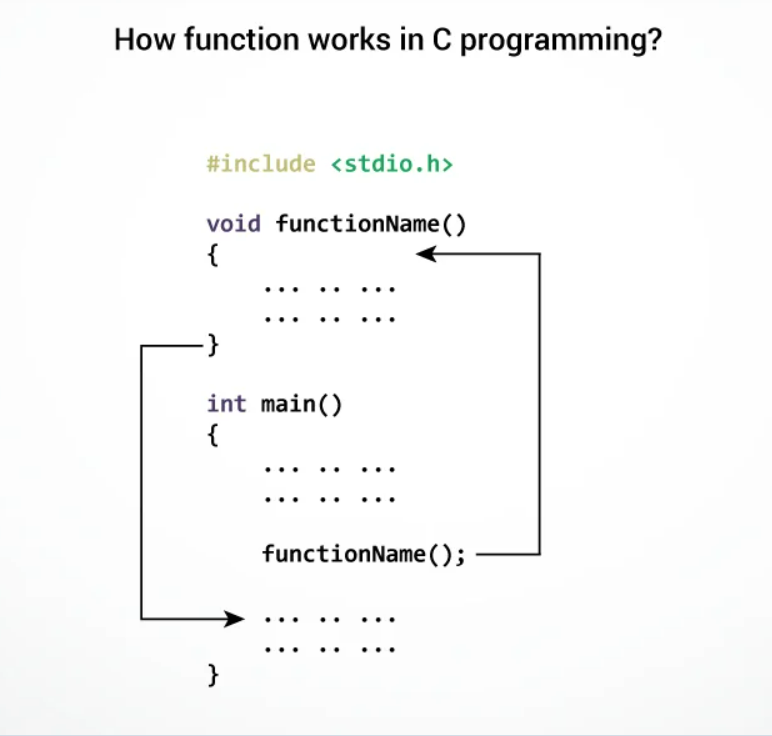 How function works in C programming?
#include <stdio.h>
void functionName()
{
... .. ...
... .. ...
}
int main()
{
... .. ...
... .. ...
functionName();
... .. ...
... .. ...
}